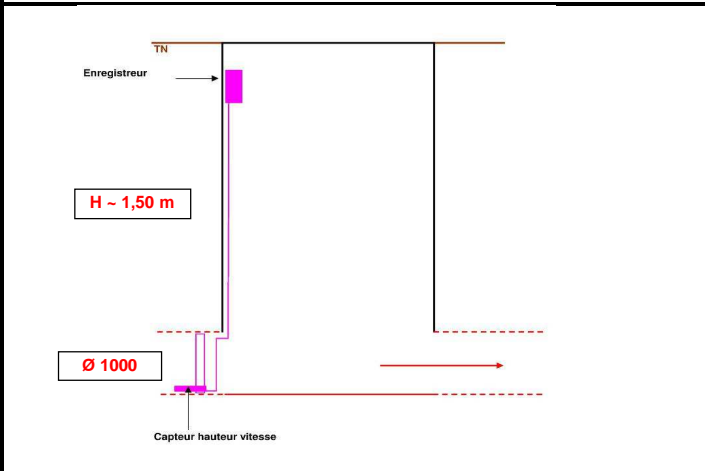 TN
Enregistreur
H ~ 1,50 m
Ø 1000
Capteur hauteur vitesse